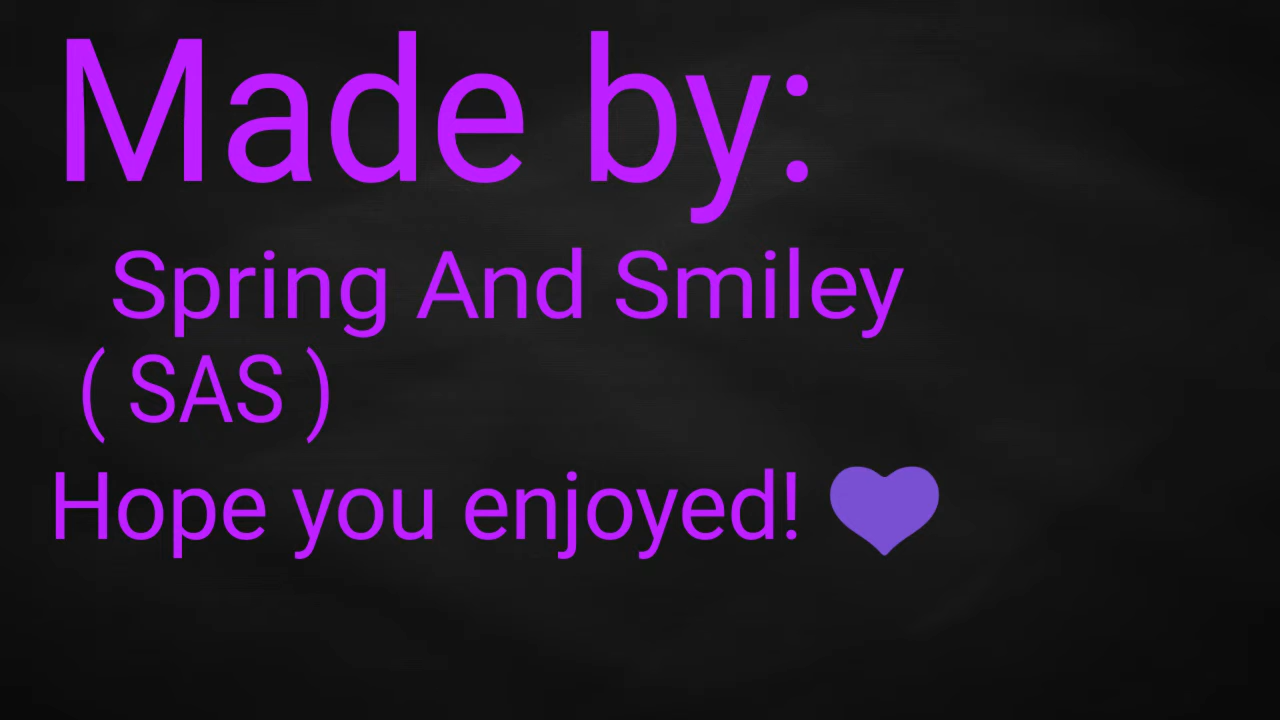 Made by:
Spring And Smiley
( SAS )
Hope you enjoyed! 💜